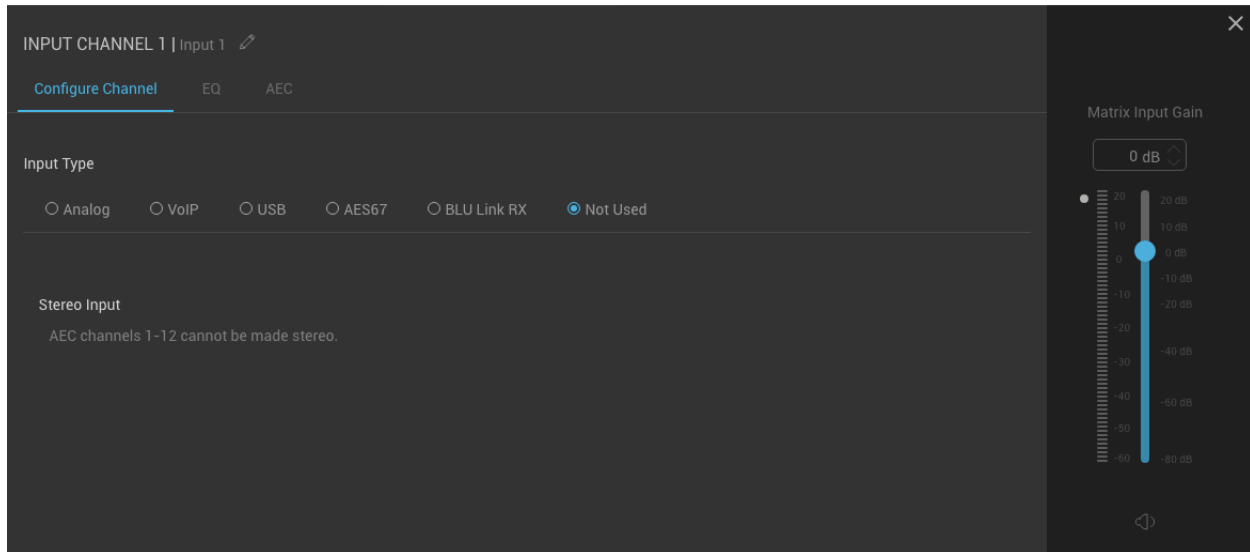 INPUT CHANNEL 1 | Input 1
Configure Channel EQ AEC
Input Type
Analog VoIP USB AES67 BLU Link RX Not Used
Stereo Input
AEC channels 1-12 cannot be made stereo.
Matrix Input Gain
0 dB
20 20 dB
10 10 dB
0 0 dB
-10 dB
-10
-20 dB
-20
-40 dB
-30
-40
-60 dB
-50
-60 -80 dB